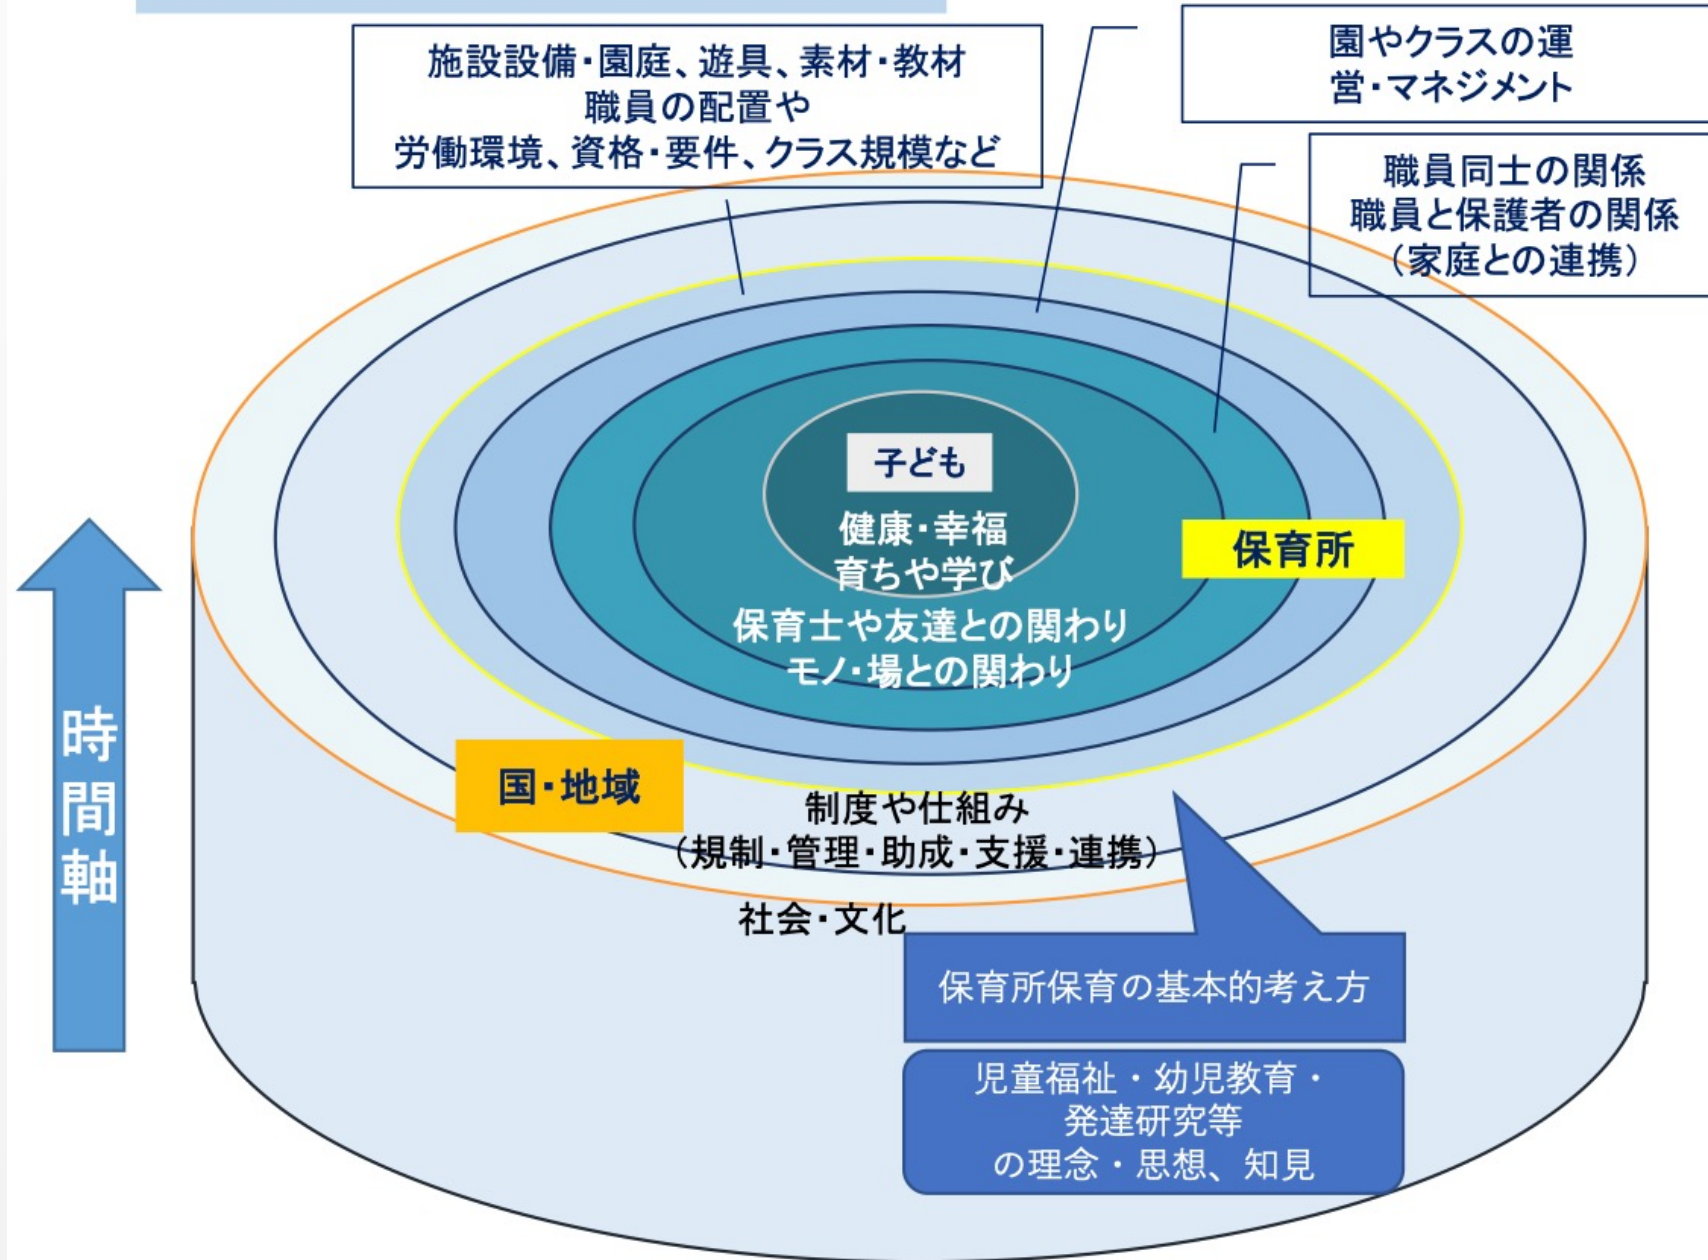 施設設備・園庭、遊具、素材・教材
職員の配置や
労働環境、資格・要件、クラス規模など
園やクラスの運
営・マネジメント
職員同士の関係
職員と保護者の関係
（家庭との連携）
子ども
健康・幸福
育ちや学び
保育士や友達との関わり
モノ・場との関わり
保育所
時間軸
国・地域
制度や仕組み
（規制・管理・助成・支援・連携）
社会・文化
保育所保育の基本的考え方
児童福祉・幼児教育・
発達研究等
の理念・思想、知見